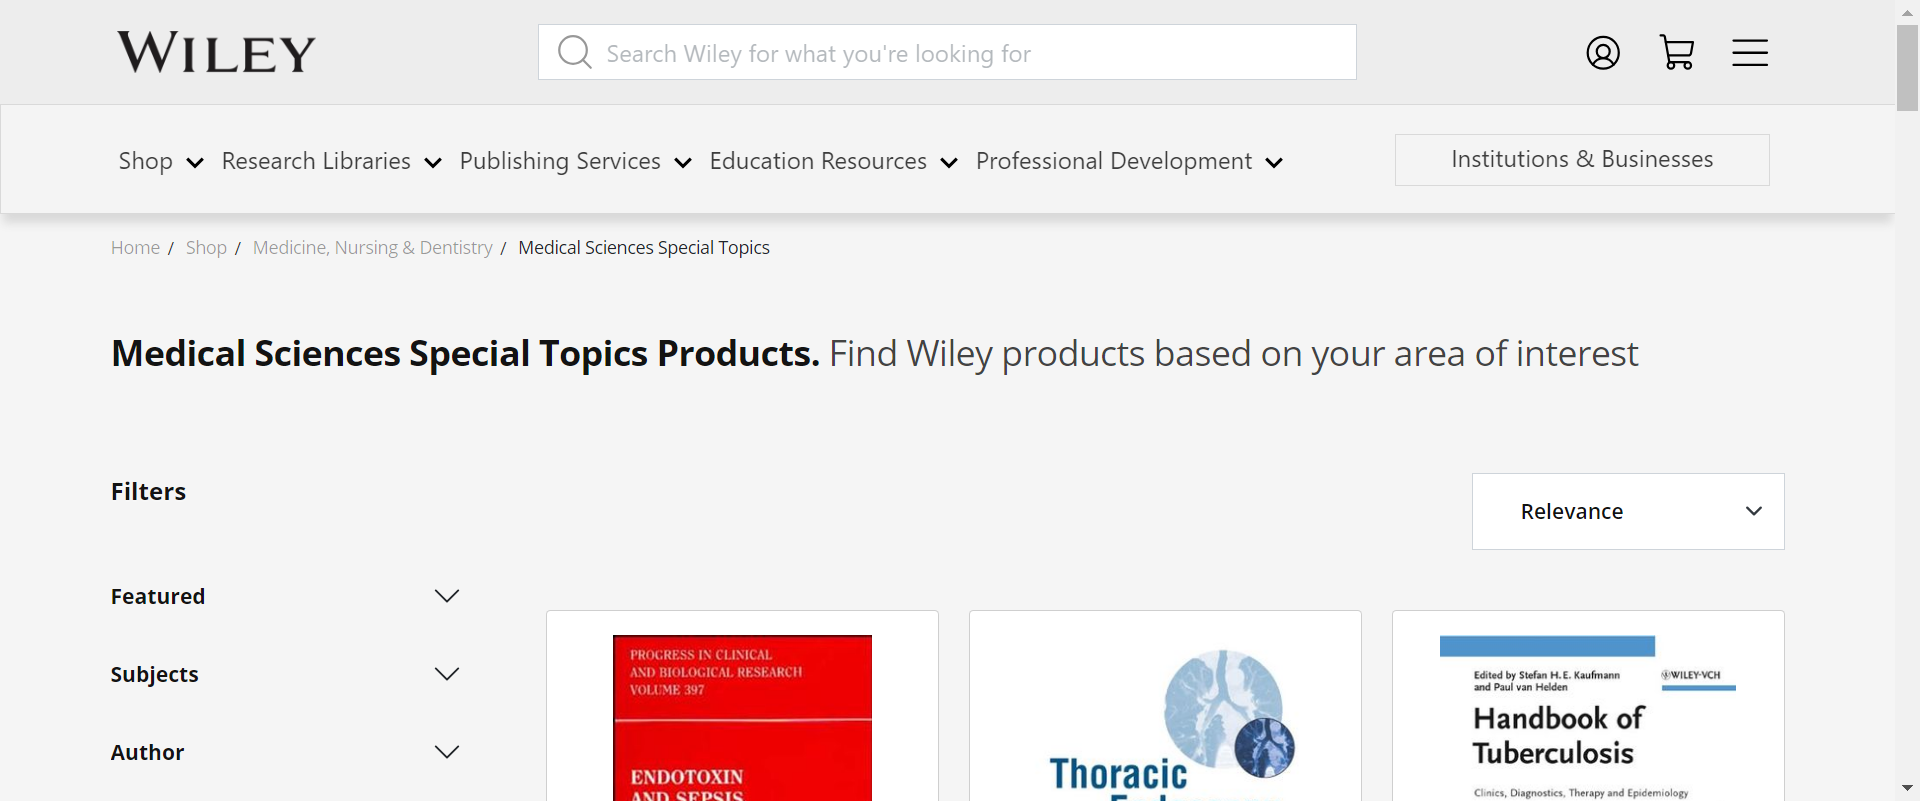 WILEY
Search Wiley for what you're looking for
Shop Research Libraries Publishing Services Education Resources Professional Development Institutions & Businesses
Home / Shop / Medicine, Nursing & Dentistry / Medical Sciences Special Topics
Medical Sciences Special Topics Products. Find Wiley products based on your area of interest
Filters
Relevance
Featured
Subjects
Author
PROGRESS IN CLINICAL
AND BIOLOGICAL RESEARCH
VOLUME 397
ENDOTOXIN
AND SEPSIS
Thoracic
Edited by Stefan H. E. Kaufmann
and Paul van Helden
WILEY-VCH
Handbook of
Tuberculosis
Clinics, Diagnostics, Therapy and Epidemiology